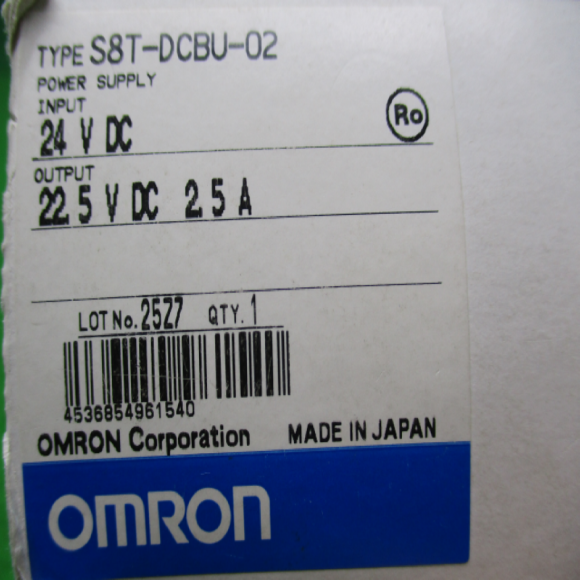 TYPE S8T-DCBU-02
POWER SUPPLY
INPUT
24 V DC
Ro
OUTPUT
22.5 V DC 2.5 A
LOT No. 25Z7 QTY. 1
4536854961540
OMRON Corporation MADE IN JAPAN
OMRON